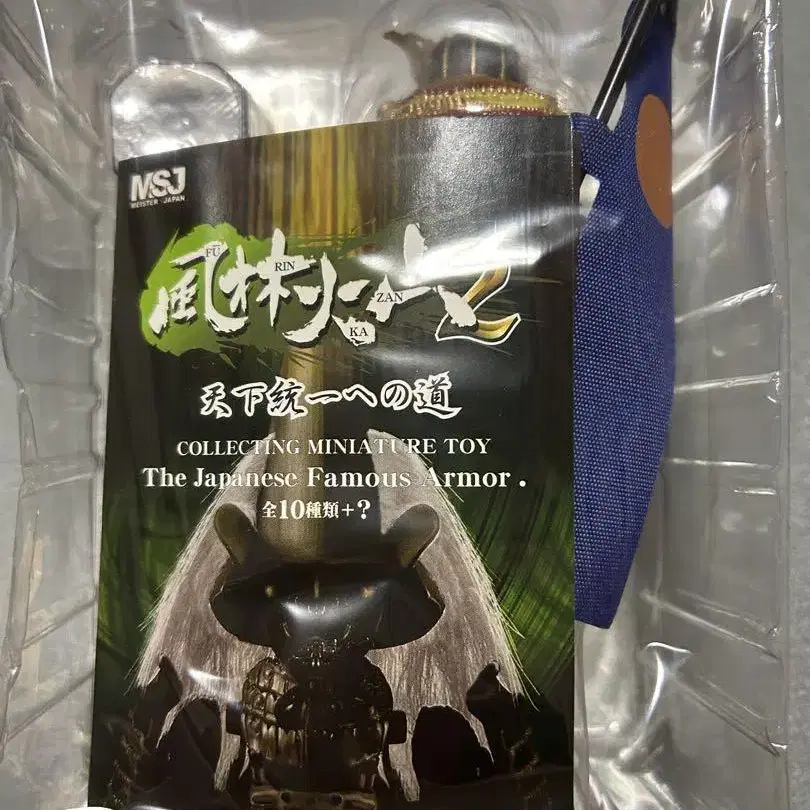 MSJ
MEISTER JAPAN
風林火山2
FŪ RIN KA ZAN
天下統一への道
COLLECTING MINIATURE TOY
The Japanese Famous Armor.
全10種類+?